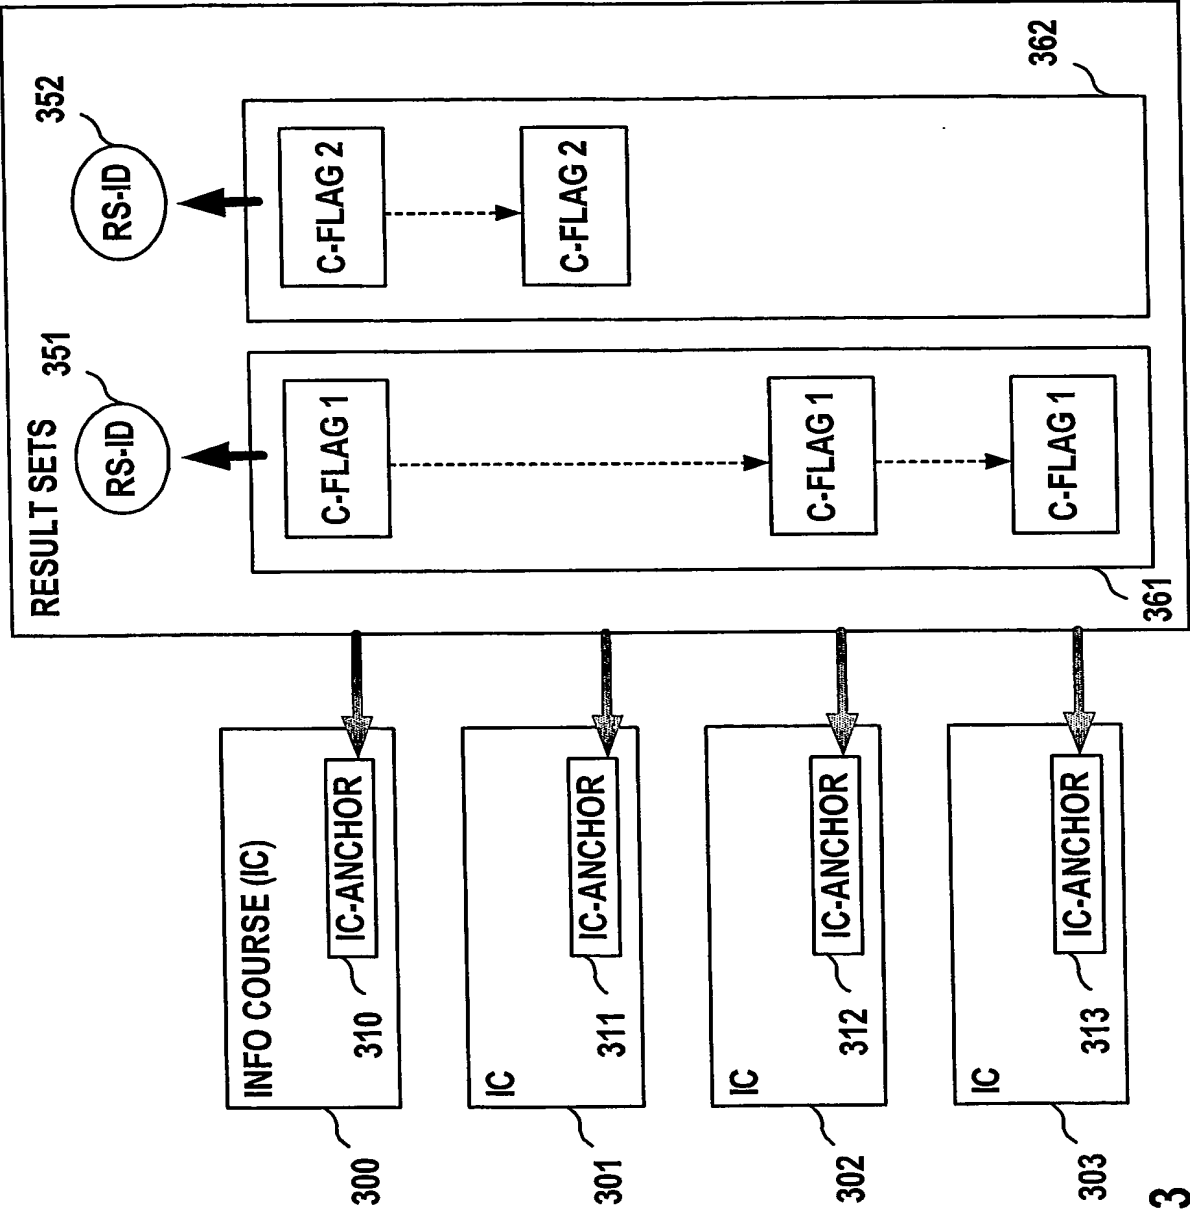 RESULT SETS
RS-ID
351
RS-ID
352
INFO COURSE (IC)
300
IC-ANCHOR
310
C-FLAG 1
C-FLAG 2
IC
301
IC-ANCHOR
311
C-FLAG 2
IC
302
IC-ANCHOR
312
C-FLAG 1
IC
303
IC-ANCHOR
313
C-FLAG 1
361
362
3